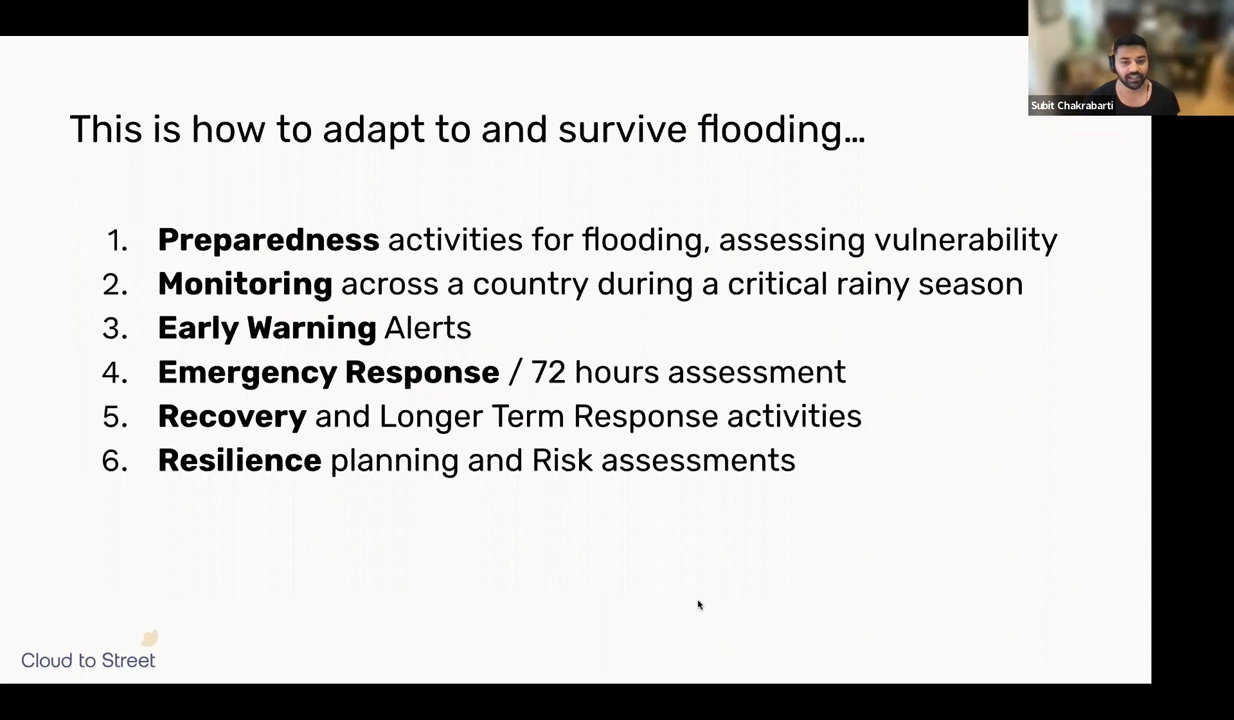 Subit Chakrabarti
This is how to adapt to and survive flooding...
1. Preparedness activities for flooding, assessing vulnerability
2. Monitoring across a country during a critical rainy season
3. Early Warning Alerts
4. Emergency Response / 72 hours assessment
5. Recovery and Longer Term Response activities
6. Resilience planning and Risk assessments
Cloud to Street